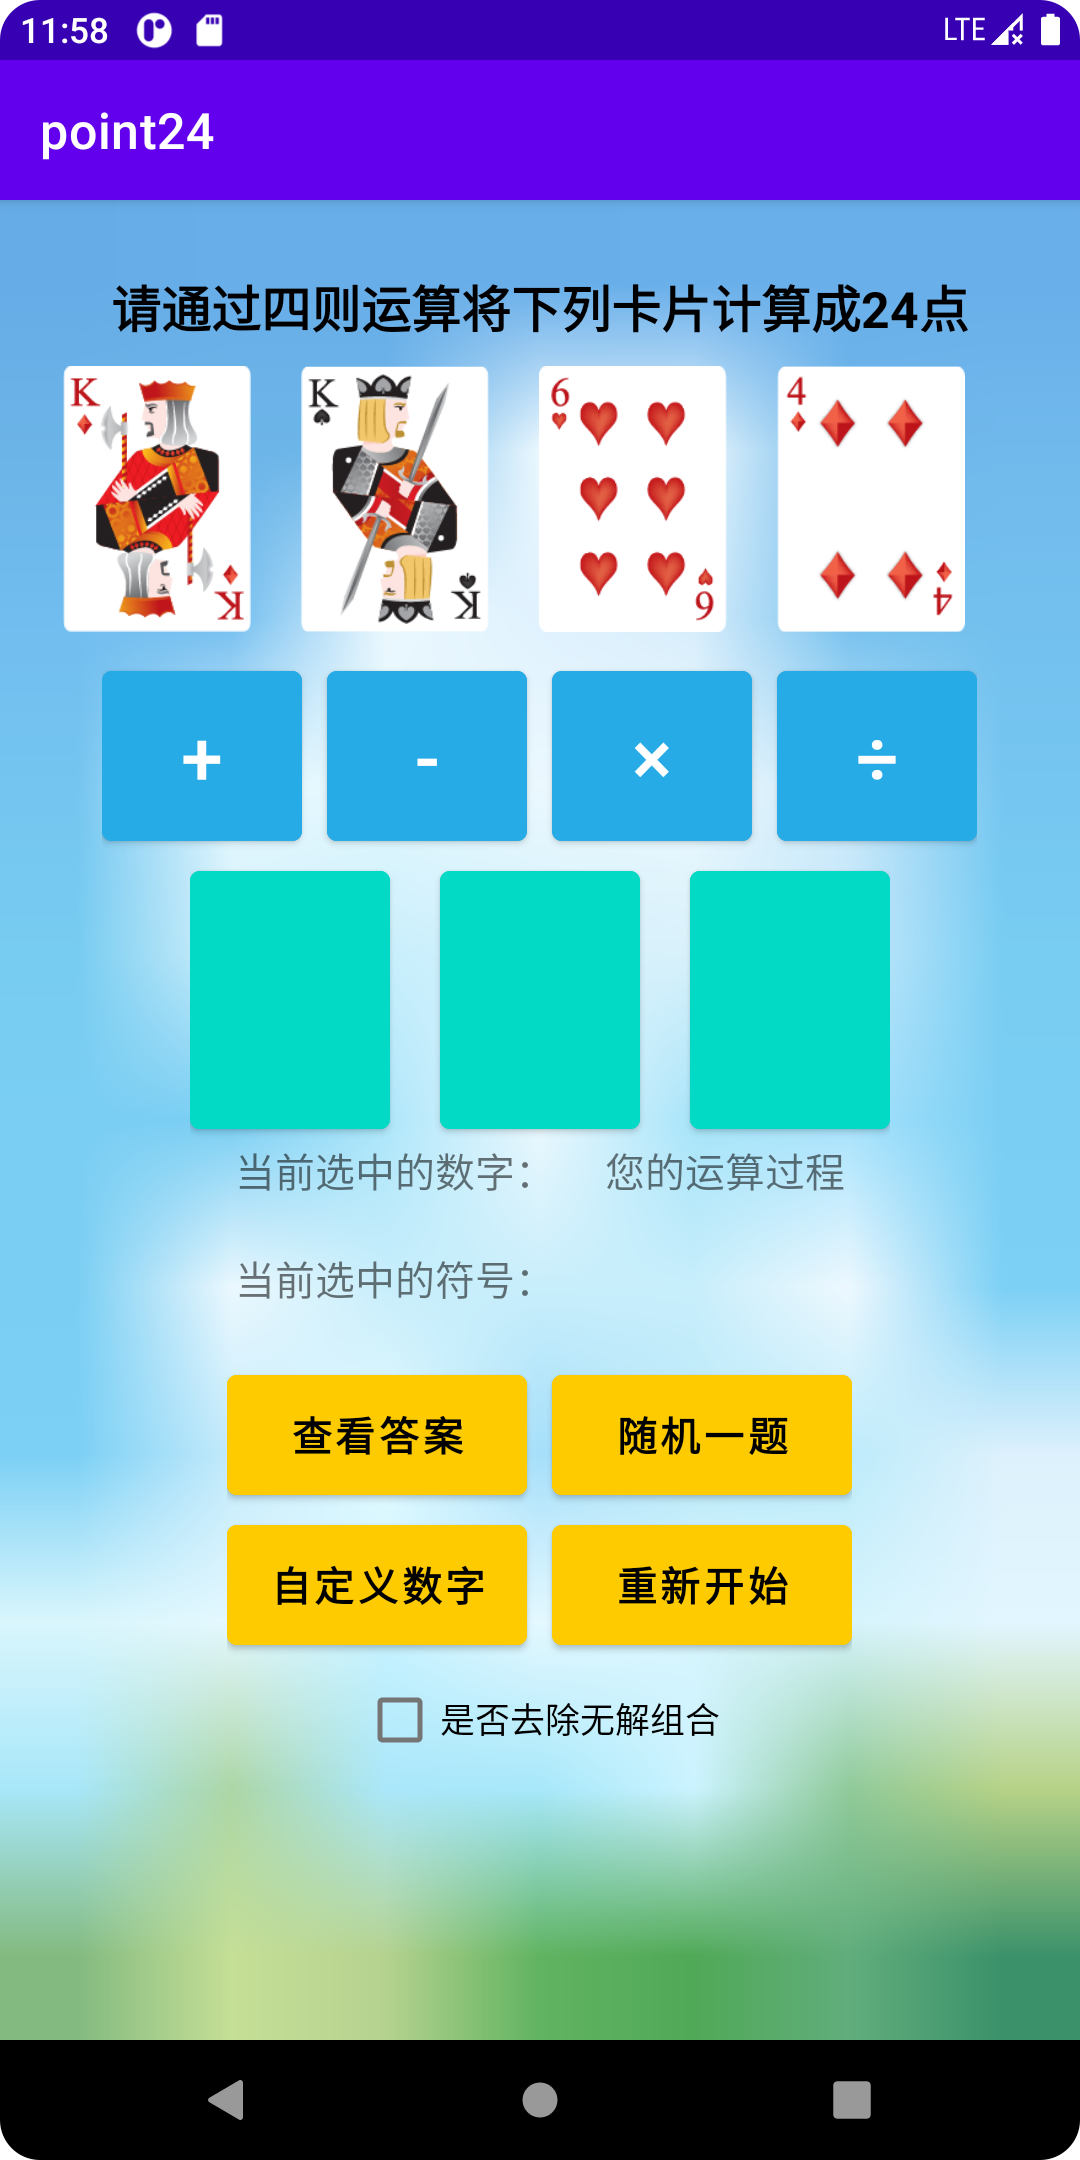 11:58 LTE
point24
请通过四则运算将下列卡片计算成24点
K K 6 4
K K 6 4
+ - × ÷
当前选中的数字： 您的运算过程
当前选中的符号：
查看答案 随机一题
自定义数字 重新开始
是否去除无解组合